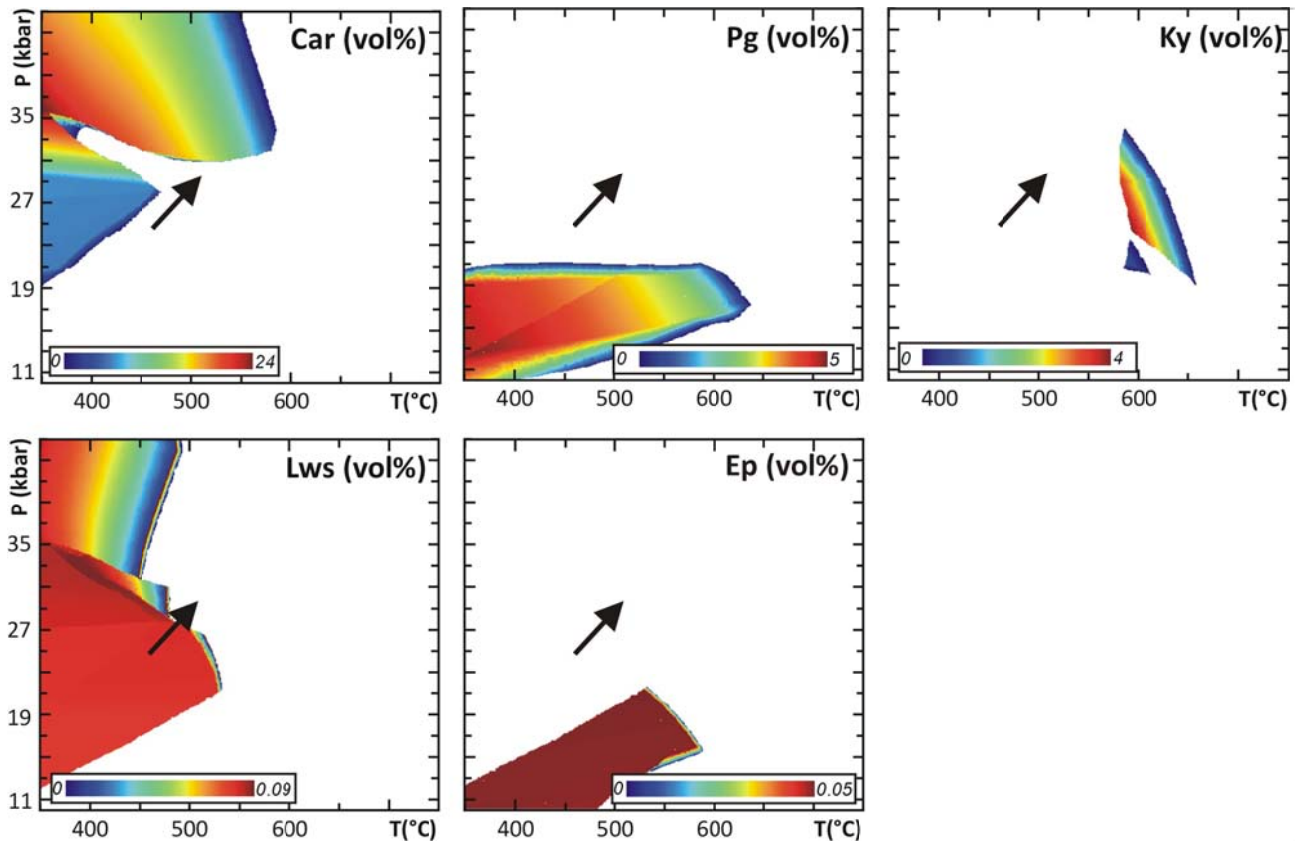 Car (vol%)
Pg (vol%)
Ky (vol%)
P (kbar)
35
27
19
11
0 24
0 5
0 4
400 500 600 T(°C)
400 500 600 T(°C)
400 500 600 T(°C)
Lws (vol%)
Ep (vol%)
P (kbar)
35
27
19
11
0 0.09
0 0.05
400 500 600 T(°C)
400 500 600 T(°C)